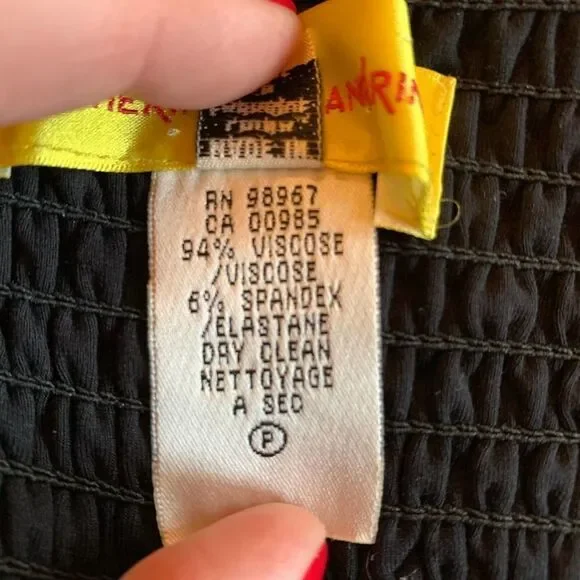 RN 98967
CA 00985
94% VISCOSE
/VISCOSE
6% SPANDEX
/ELASTANE
DRY CLEAN
NETTOYAGE
A SEC
P